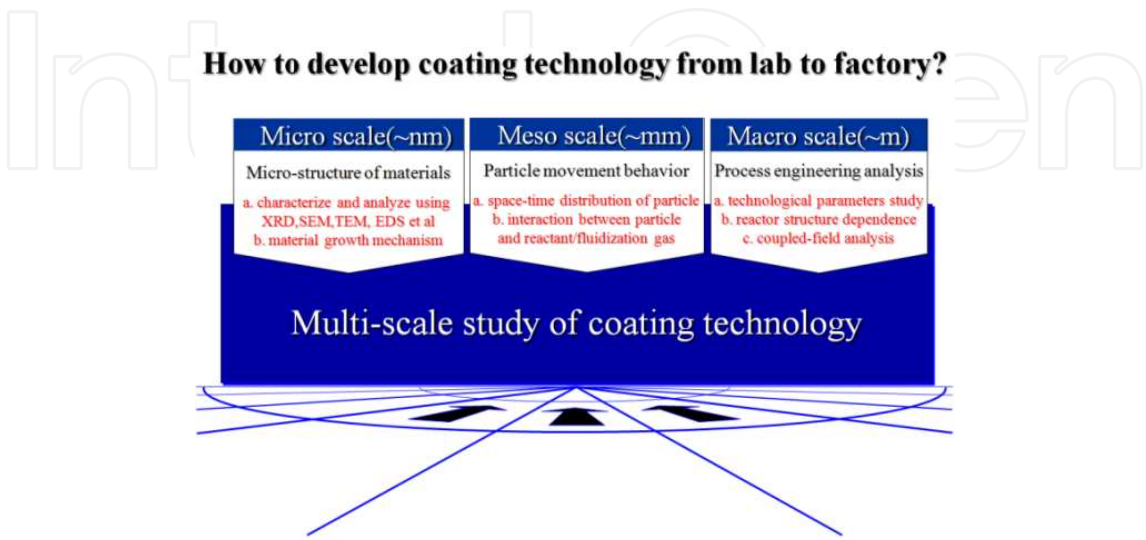 How to develop coating technology from lab to factory?
Micro scale(~nm)
Micro-structure of materials
a. characterize and analyze using
XRD,SEM,TEM, EDS et al
b. material growth mechanism
Meso scale(~mm)
Particle movement behavior
a. space-time distribution of particle
b. interaction between particle
and reactant/fluidization gas
Macro scale(~m)
Process engineering analysis
a. technological parameters study
b. reactor structure dependence
c. coupled-field analysis
Multi-scale study of coating technology